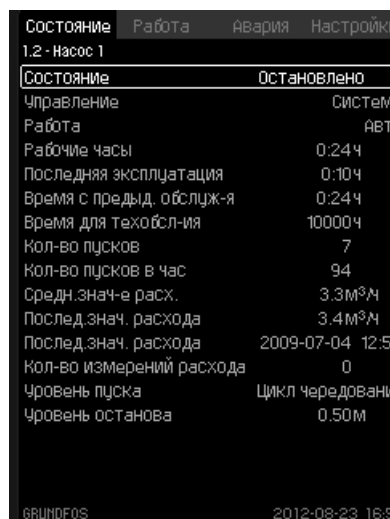 Состояние Работа Авария Настройк
1.2 - Насос 1
Состояние Остановлено
Управление Систем
Работа Авт
Рабочие часы 0:24ч
Последняя эксплуатация 0:10ч
Время с предыд. обслуж-я 0:24ч
Время для техобсл-ия 10000ч
Кол-во пусков 7
Кол-во пусков в час 94
Средн.знач-е расх. 3.3м³/ч
Послед.знач. расхода 3.4м³/ч
Послед.знач. расхода 2009-07-04 12:5
Кол-во измерений расхода 0
Уровень пуска Цикл чередовани
Уровень останова 0.50м
GRUNDFOS 2012-08-23 16: